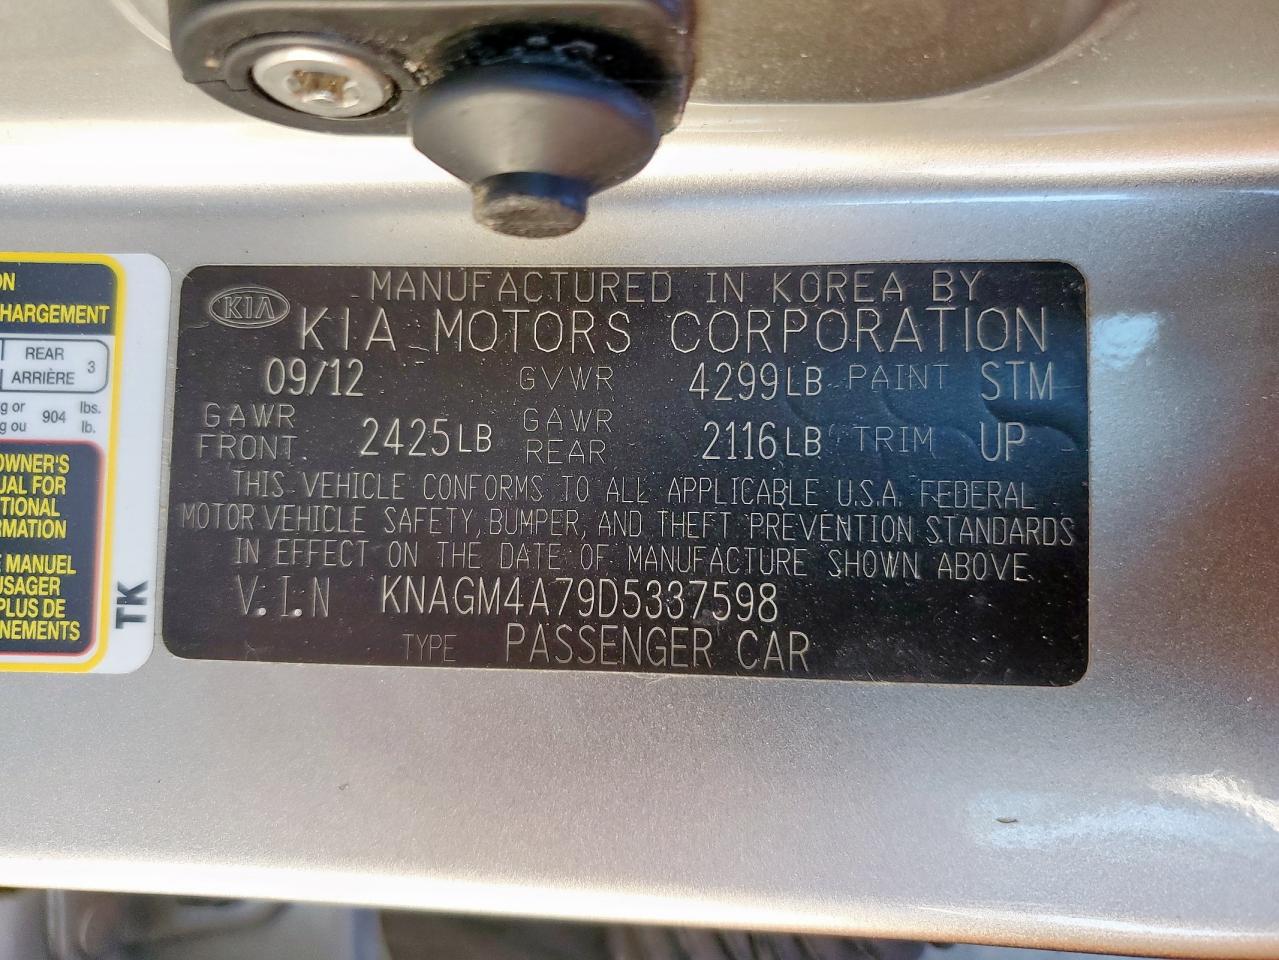 ON
HARGEMENT
REAR
ARRIÈRE
3
g or
g ou
904
lbs.
lb.
OWNER'S
UAL FOR
TIONAL
RMATION
E MANUEL
USAGER
PLUS DE
NEMENTS
TK
KIA
MANUFACTURED IN KOREA BY
KIA MOTORS CORPORATION
09/12 GVWR 4299LB PAINT STM
GAWR FRONT 2425LB GAWR REAR 2116LB TRIM UP
THIS VEHICLE CONFORMS TO ALL APPLICABLE U.S.A. FEDERAL
MOTOR VEHICLE SAFETY, BUMPER, AND THEFT PREVENTION STANDARDS
IN EFFECT ON THE DATE OF MANUFACTURE SHOWN ABOVE.
V.I.N KNAGM4A79D5337598
TYPE PASSENGER CAR